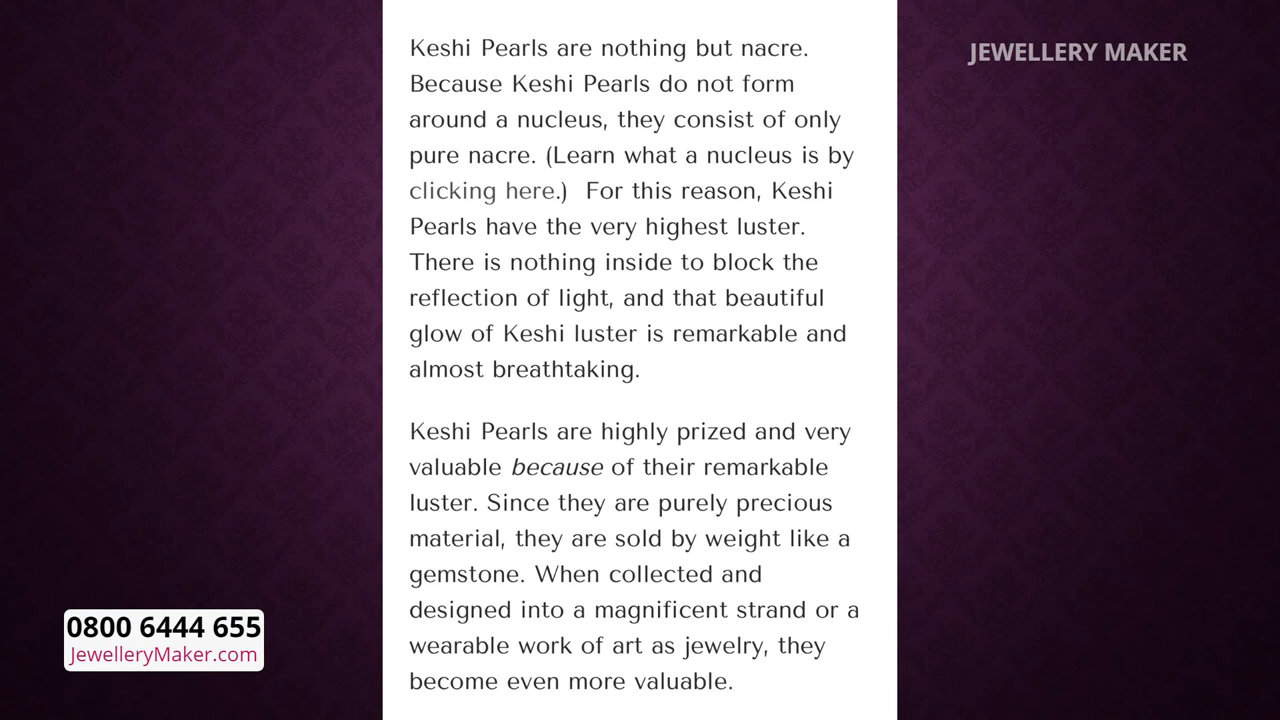 Keshi Pearls are nothing but nacre.
Because Keshi Pearls do not form
around a nucleus, they consist of only
pure nacre. (Learn what a nucleus is by
clicking here.)  For this reason, Keshi
Pearls have the very highest luster.
There is nothing inside to block the
reflection of light, and that beautiful
glow of Keshi luster is remarkable and
almost breathtaking.
Keshi Pearls are highly prized and very
valuable because of their remarkable
luster. Since they are purely precious
material, they are sold by weight like a
gemstone. When collected and
designed into a magnificent strand or a
wearable work of art as jewelry, they
become even more valuable.
JEWELLERY MAKER
0800 6444 655
JewelleryMaker.com